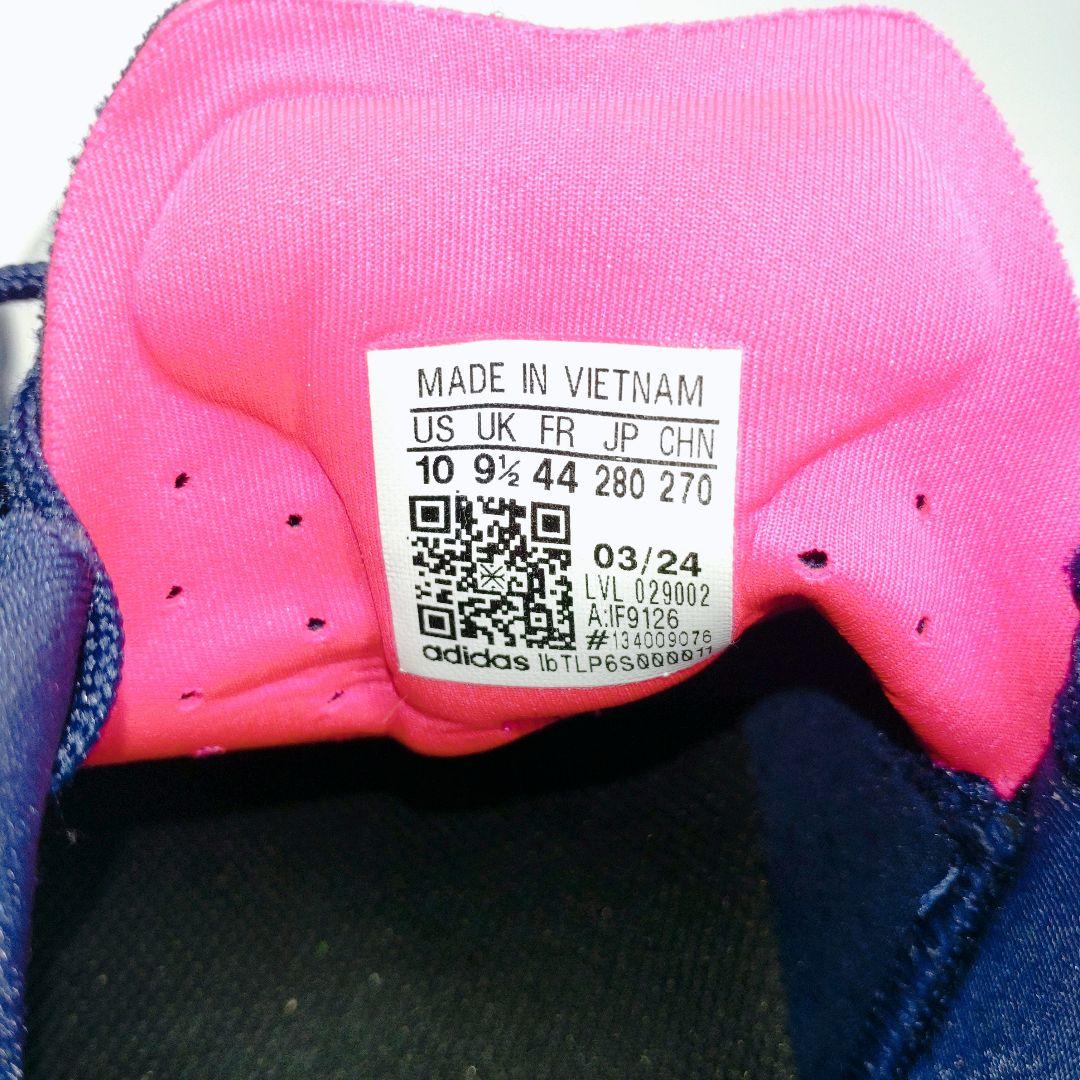 MADE IN VIETNAM
US UK FR JP CHN
10 9½ 44 280 270
03/24
LVL 029002
A:IF9126
#134009076
adidas lbTLP6S000011